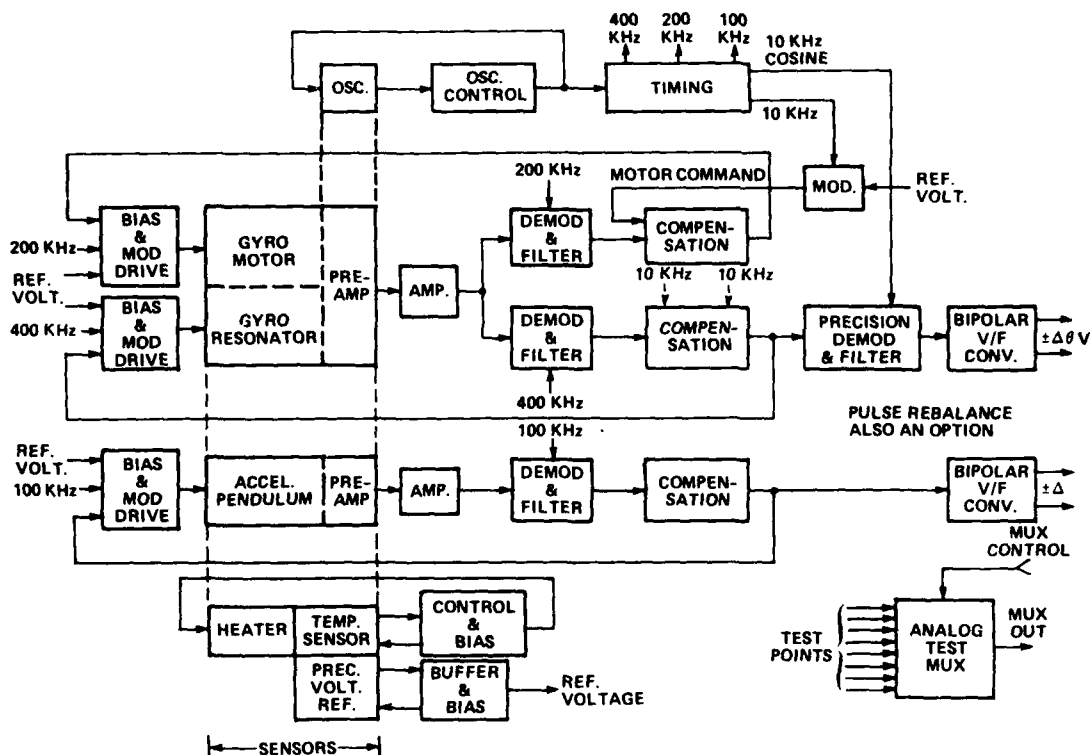 400
KHz
200
KHz
100
KHz
10 KHz
COSINE
OSC.
OSC.
CONTROL
TIMING
10 KHz
200 KHz
MOTOR COMMAND
MOD.
REF.
VOLT.
BIAS
&
MOD
DRIVE
200 KHz
GYRO
MOTOR
PRE-
AMP
AMP.
DEMOD
&
FILTER
COMPEN-
SATION
REF.
VOLT.
400 KHz
BIAS
&
MOD
DRIVE
GYRO
RESONATOR
DEMOD
&
FILTER
10 KHz
10 KHz
COMPEN-
SATION
PRECISION
DEMOD
& FILTER
BIPOLAR
V/F
CONV.
±ΔθV
400 KHz
100 KHz
PULSE REBALANCE
ALSO AN OPTION
REF.
VOLT.
100 KHz
BIAS
&
MOD
DRIVE
ACCEL.
PENDULUM
PRE-
AMP
AMP.
DEMOD
&
FILTER
COMPEN-
SATION
BIPOLAR
V/F
CONV.
±Δ
MUX
CONTROL
HEATER
TEMP.
SENSOR
CONTROL
&
BIAS
TEST
POINTS
ANALOG
TEST
MUX
MUX
OUT
PREC.
VOLT.
REF.
BUFFER
&
BIAS
REF.
VOLTAGE
SENSORS